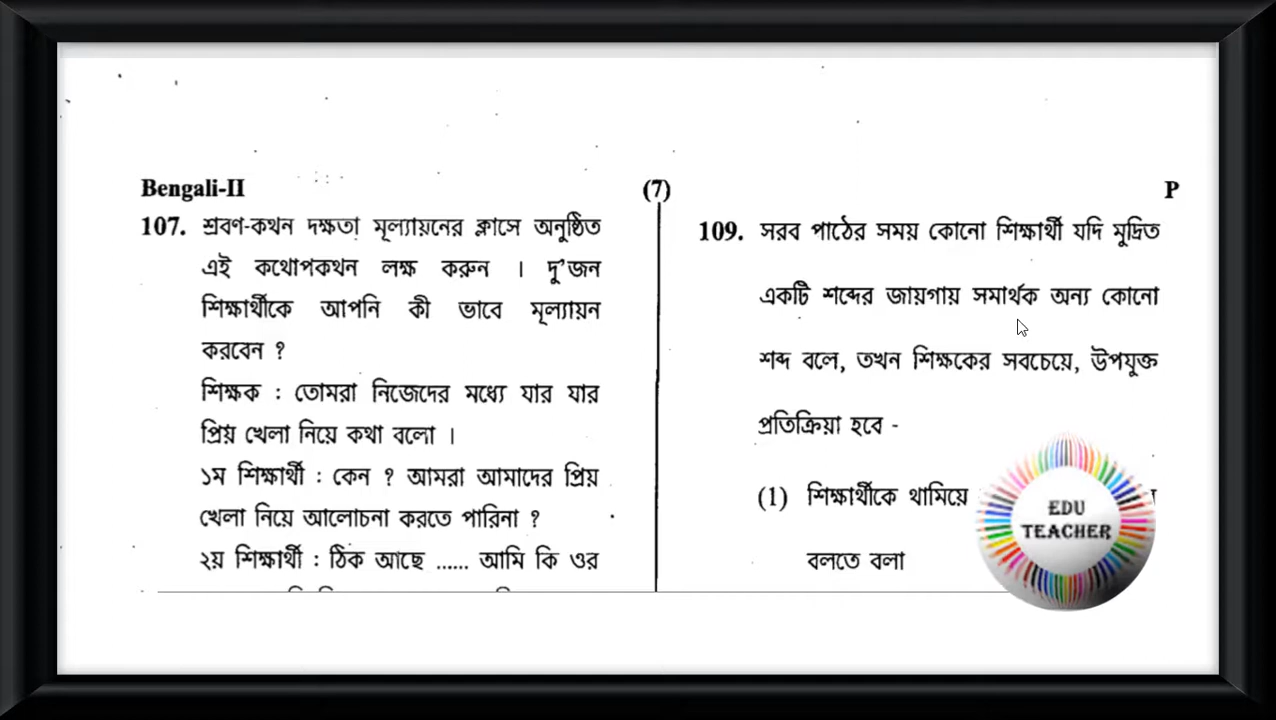 Bengali-II
(7)
P
107. শ্রবণ-কথন দক্ষতা মূল্যায়নের ক্লাসে অনুষ্ঠিত
এই কথোপকথন লক্ষ করুন । দু'জন
শিক্ষার্থীকে আপনি কী ভাবে মূল্যায়ন
করবেন ?
শিক্ষক : তোমরা নিজেদের মধ্যে যার যার
প্রিয় খেলা নিয়ে কথা বলো ।
১ম শিক্ষার্থী : কেন ? আমরা আমাদের প্রিয়
খেলা নিয়ে আলোচনা করতে পারিনা ?
২য় শিক্ষার্থী : ঠিক আছে ...... আমি কি ওর
109. সরব পাঠের সময় কোনো শিক্ষার্থী যদি মুদ্রিত
একটি শব্দের জায়গায় সমার্থক অন্য কোনো
শব্দ বলে, তখন শিক্ষকের সবচেয়ে, উপযুক্ত
প্রতিক্রিয়া হবে -
(1) শিক্ষার্থীকে থামিয়ে
বলতে বলা
EDU
TEACHER